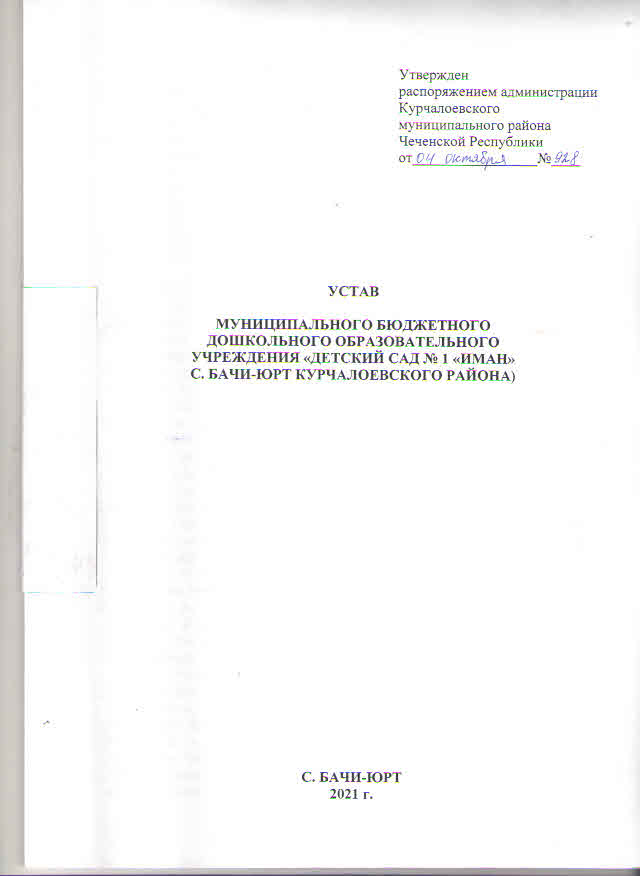 Утвержден
распоряжением администрации
Курчалоевского
муниципального района
Чеченской Республики
от 04 октября № 928
УСТАВ
МУНИЦИПАЛЬНОГО БЮДЖЕТНОГО
ДОШКОЛЬНОГО ОБРАЗОВАТЕЛЬНОГО
УЧРЕЖДЕНИЯ «ДЕТСКИЙ САД № 1 «ИМАН»
С. БАЧИ-ЮРТ КУРЧАЛОЕВСКОГО РАЙОНА)
С. БАЧИ-ЮРТ
2021 г.